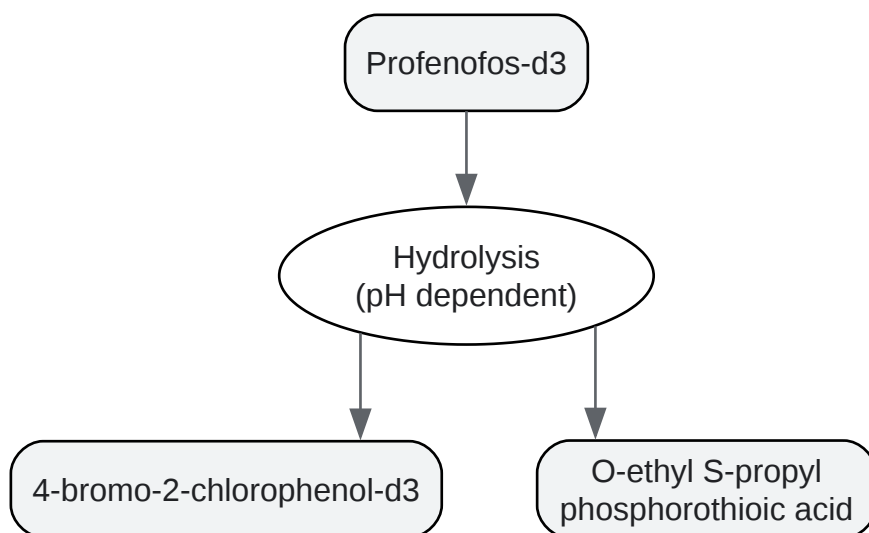 Profenofos-d3
Hydrolysis
(pH dependent)
4-bromo-2-chlorophenol-d3
O-ethyl S-propyl
phosphorothioic acid